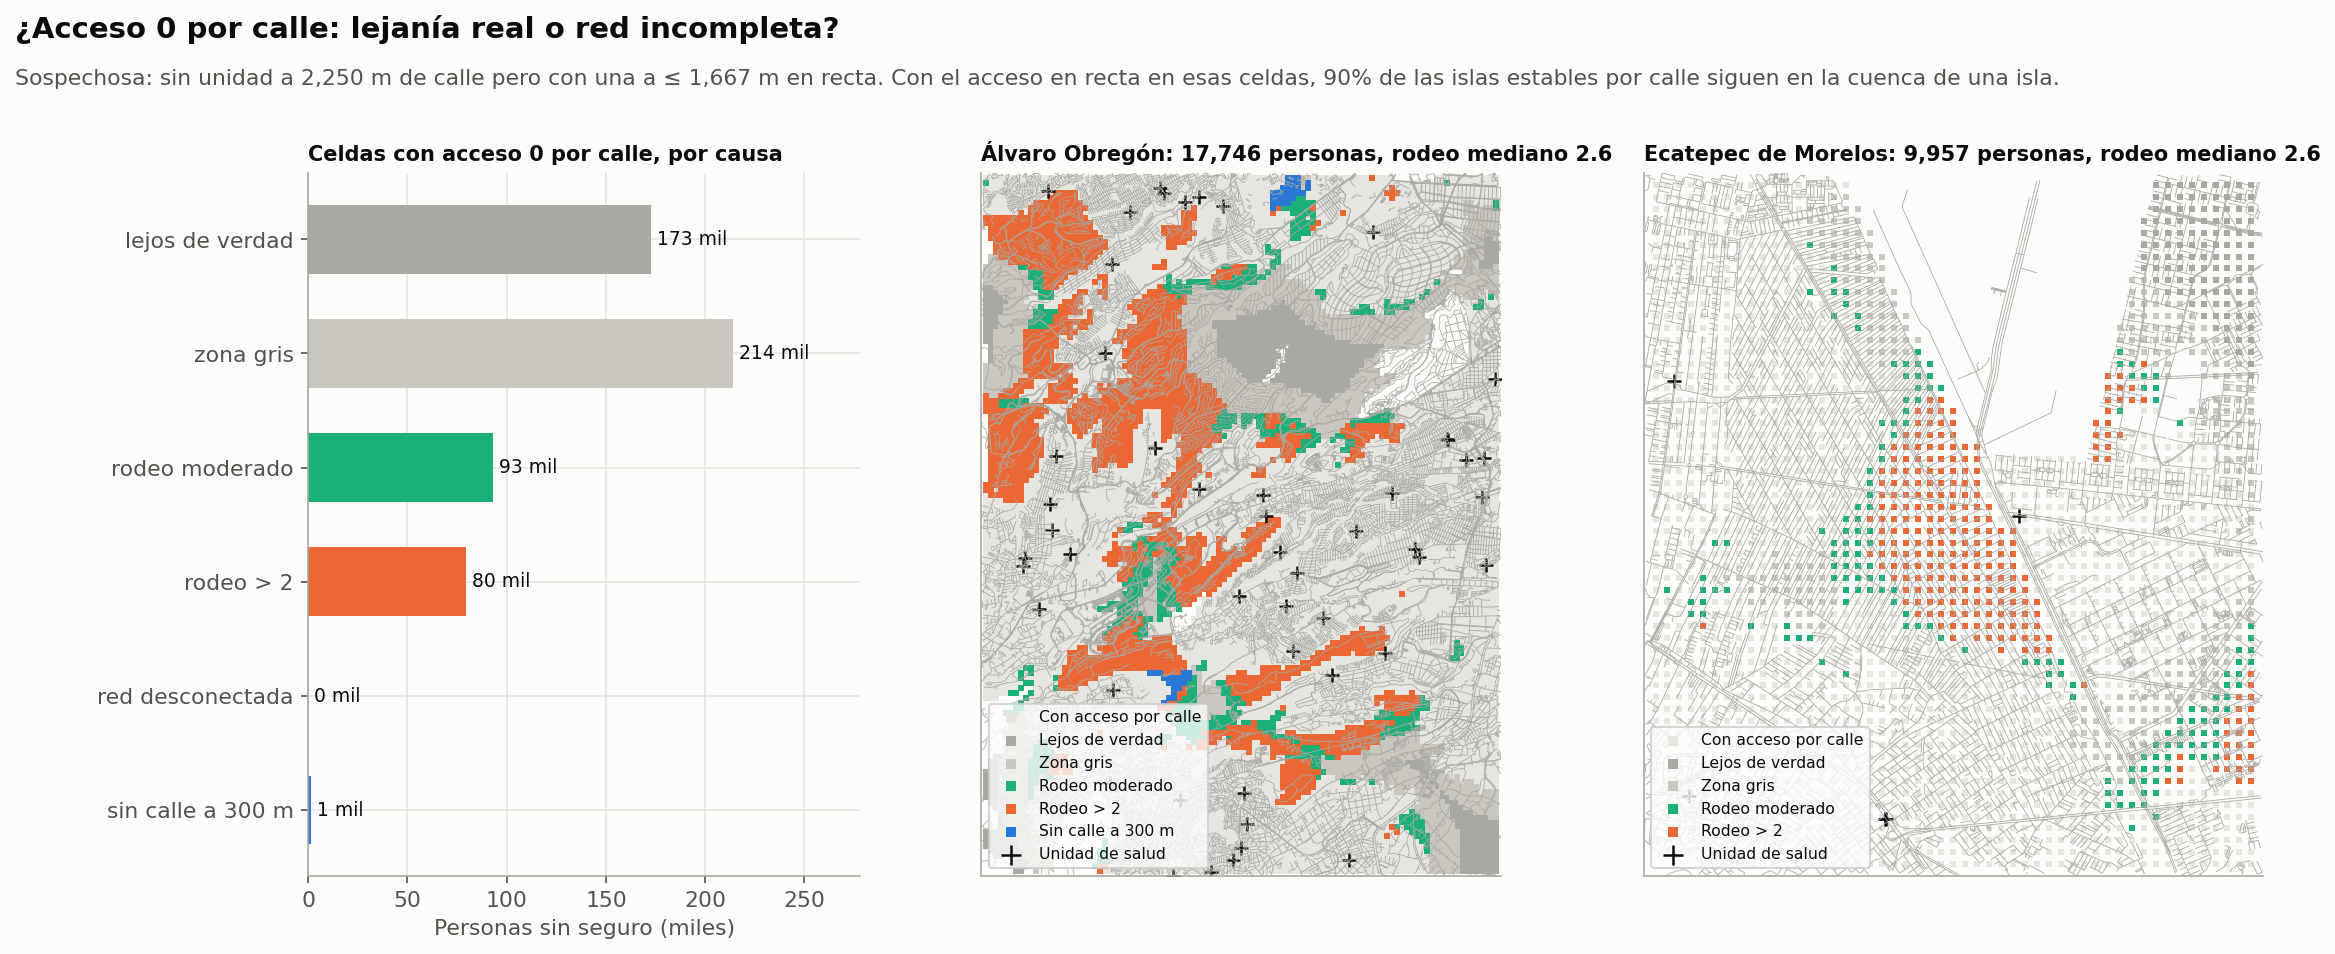 ¿Acceso 0 por calle: lejanía real o red incompleta?
Sospechosa: sin unidad a 2,250 m de calle pero con una a ≤ 1,667 m en recta. Con el acceso en recta en esas celdas, 90% de las islas estables por calle siguen en la cuenca de una isla.
Celdas con acceso 0 por calle, por causa
lejos de verdad
173 mil
zona gris
214 mil
rodeo moderado
93 mil
rodeo > 2
80 mil
red desconectada
0 mil
sin calle a 300 m
1 mil
0
50
100
150
200
250
Personas sin seguro (miles)
Álvaro Obregón: 17,746 personas, rodeo mediano 2.6
Con acceso por calle
Lejos de verdad
Zona gris
Rodeo moderado
Rodeo > 2
Sin calle a 300 m
Unidad de salud
Ecatepec de Morelos: 9,957 personas, rodeo mediano 2.6
Con acceso por calle
Lejos de verdad
Zona gris
Rodeo moderado
Rodeo > 2
Unidad de salud